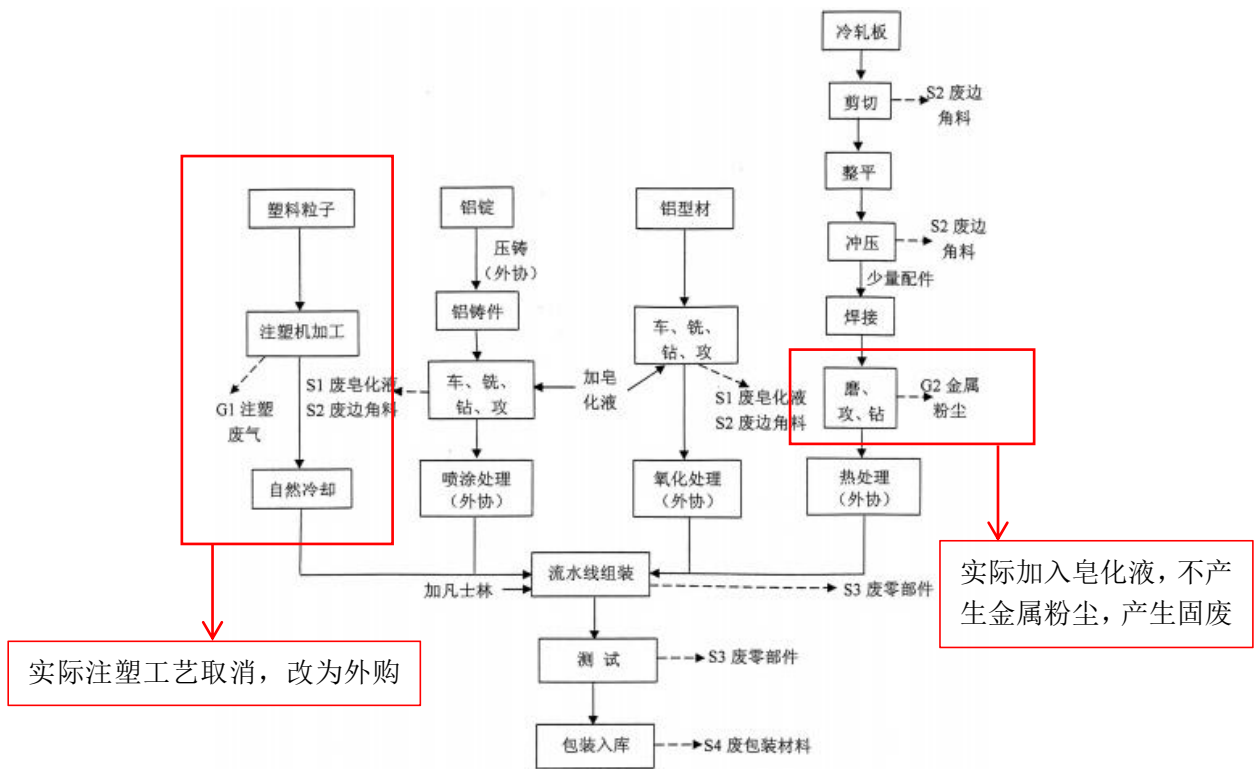 冷轧板
剪切
S2 废边
角料
整平
塑料粒子
铝锭
铝型材
冲压
S2 废边
角料
压铸
（外协）
少量配件
注塑机加工
铝铸件
车、铣、
钻、攻
焊接
G1 注塑
废气
S1 废皂化液
S2 废边角料
车、铣、
钻、攻
加皂
化液
S1 废皂化液
S2 废边角料
磨、
攻、钻
G2 金属
粉尘
自然冷却
喷涂处理
（外协）
氧化处理
（外协）
热处理
（外协）
加凡士林
流水线组装
S3 废零部件
实际加入皂化液，不产
生金属粉尘，产生固废
实际注塑工艺取消，改为外购
测 试
S3 废零部件
包装入库
S4 废包装材料